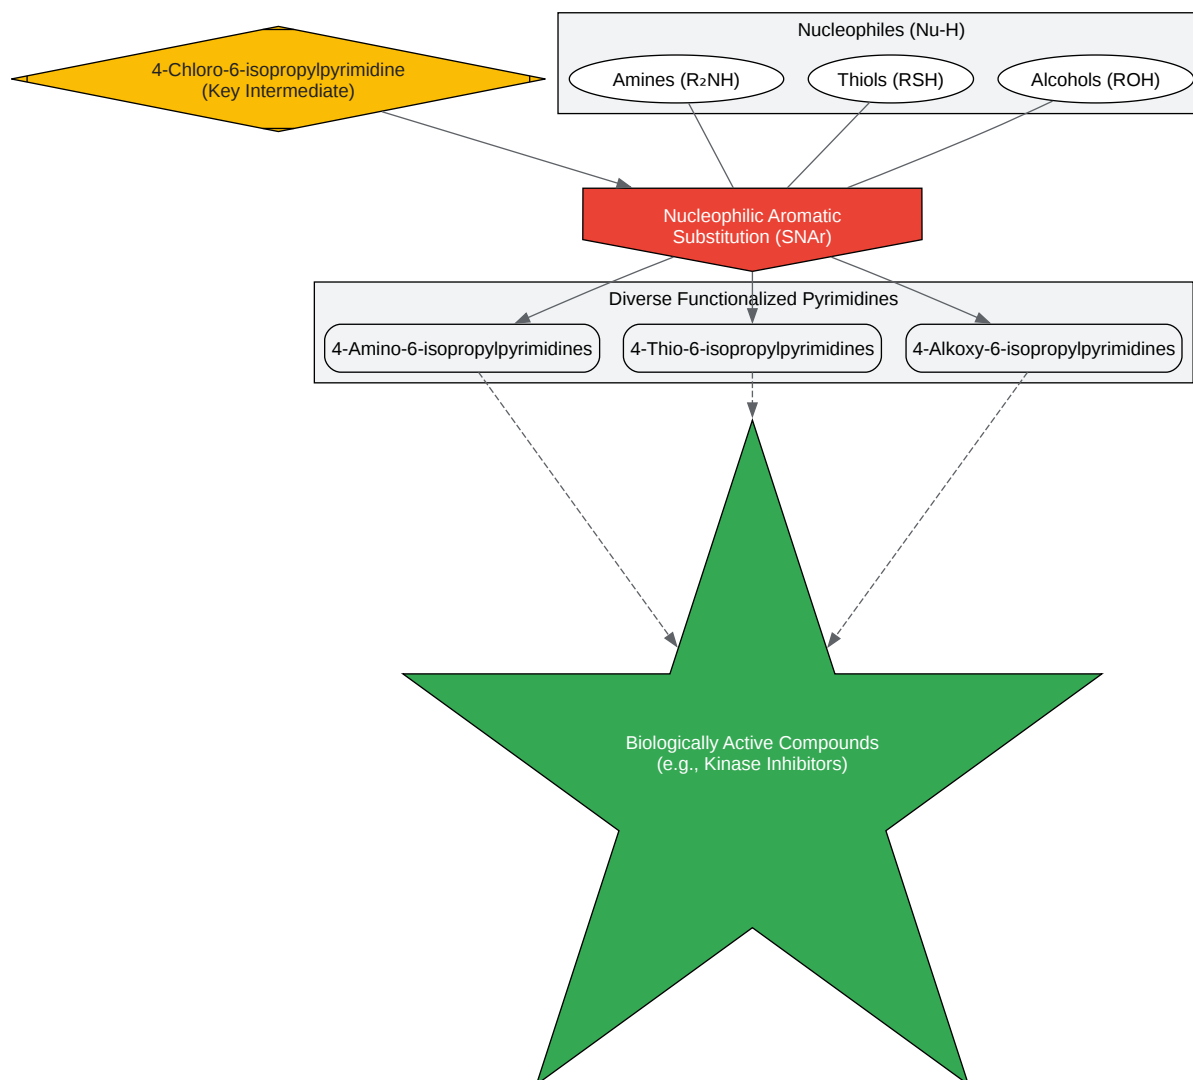 4-Chloro-6-isopropylpyrimidine
(Key Intermediate)
Nucleophiles (Nu-H)
Amines (R₂NH)
Thiols (RSH)
Alcohols (ROH)
Nucleophilic Aromatic
Substitution (SNAr)
Diverse Functionalized Pyrimidines
4-Amino-6-isopropylpyrimidines
4-Thio-6-isopropylpyrimidines
4-Alkoxy-6-isopropylpyrimidines
Biologically Active Compounds
(e.g., Kinase Inhibitors)